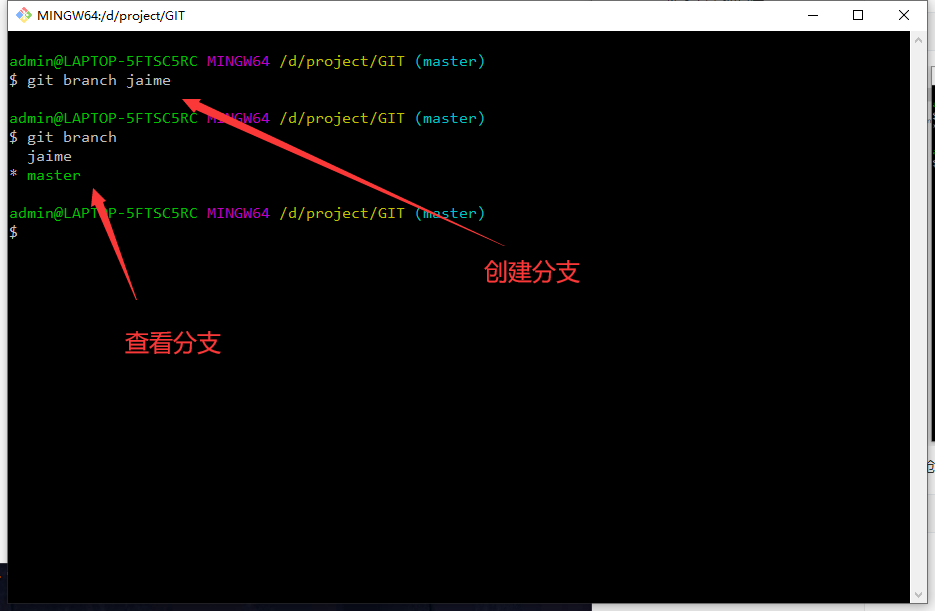 MINGW64:/d/project/GIT
admin@LAPTOP-5FTSC5RC MINGW64 /d/project/GIT (master)
$ git branch jaime
admin@LAPTOP-5FTSC5RC MINGW64 /d/project/GIT (master)
$ git branch
jaime
* master
admin@LAPTOP-5FTSC5RC MINGW64 /d/project/GIT (master)
$
创建分支
查看分支